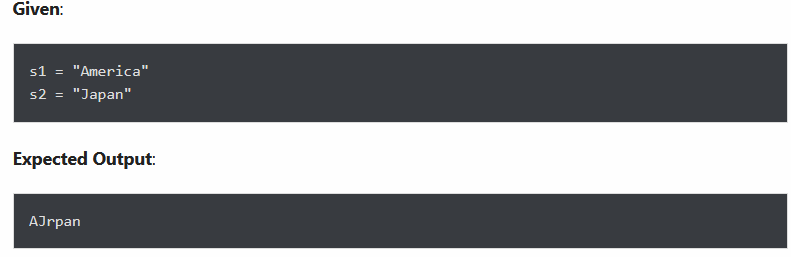 Given:
s1 = "America"
s2 = "Japan"
Expected Output:
AJrpan